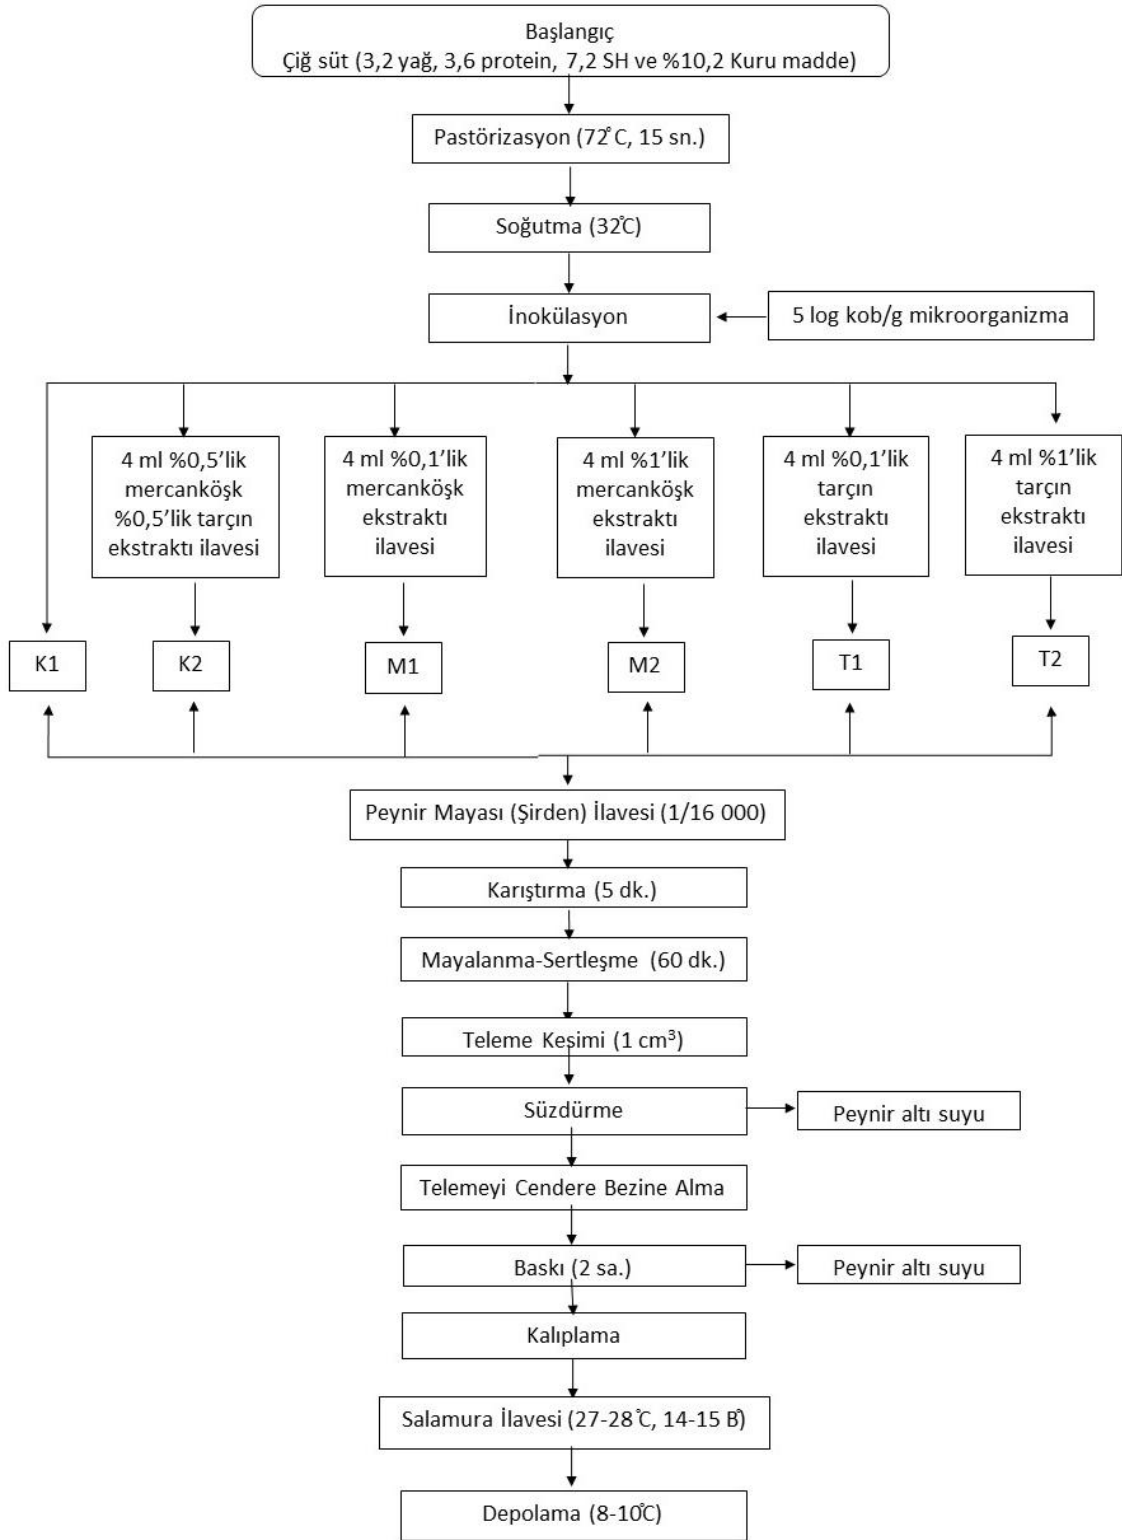 Başlangıç
Çiğ süt (3,2 yağ, 3,6 protein, 7,2 SH ve %10,2 Kuru madde)
Pastörizasyon (72°C, 15 sn.)
Soğutma (32°C)
İnokülasyon
5 log kob/g mikroorganizma
4 ml %0,5'lik
mercanköşk
%0,5'lik tarçın
ekstraktı ilavesi
4 ml %0,1'lik
mercanköşk
ekstraktı
ilavesi
4 ml %1'lik
mercanköşk
ekstraktı
ilavesi
4 ml %0,1'lik
tarçın
ekstraktı
ilavesi
4 ml %1'lik
tarçın
ekstraktı
ilavesi
K1
K2
M1
M2
T1
T2
Peynir Mayası (Şirden) İlavesi (1/16 000)
Karıştırma (5 dk.)
Mayalanma-Sertleşme (60 dk.)
Teleme Kesimi (1 cm³)
Süzdürme
Peynir altı suyu
Telemeyi Cendere Bezine Alma
Baskı (2 sa.)
Peynir altı suyu
Kalıplama
Salamura İlavesi (27-28°C, 14-15 B°)
Depolama (8-10°C)